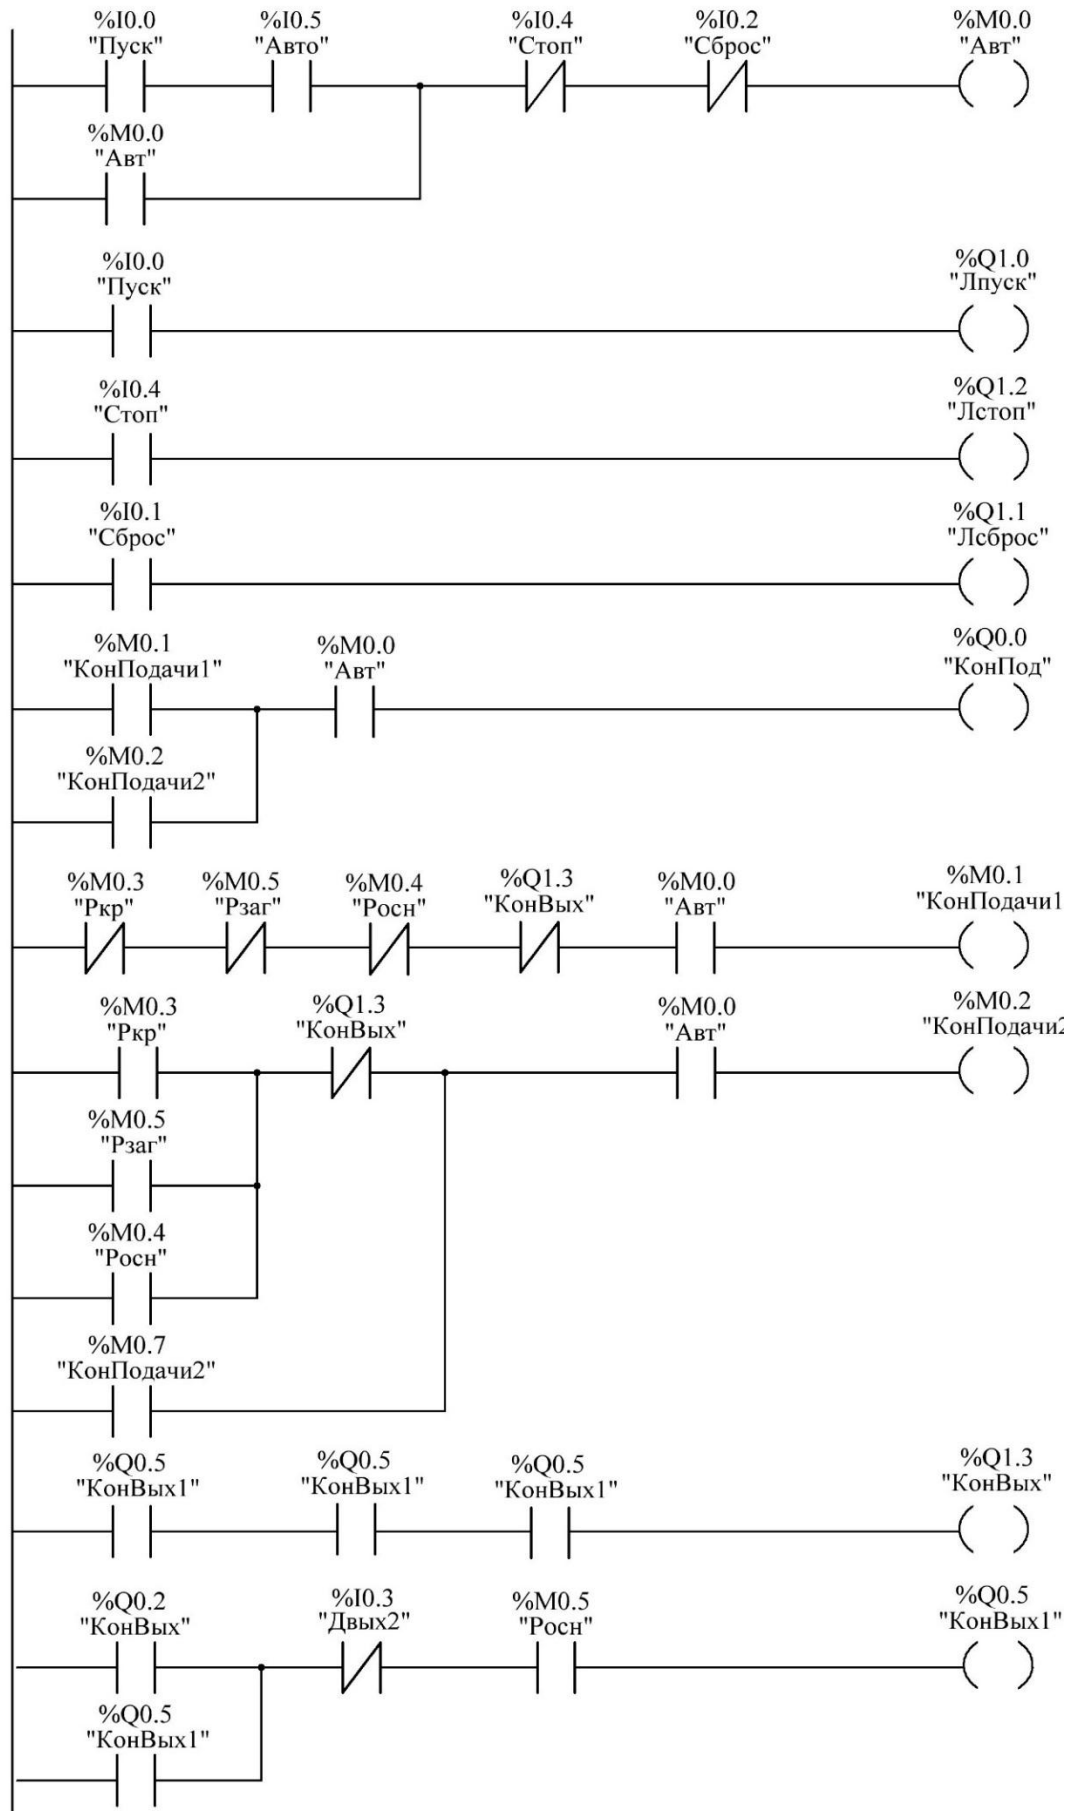 %I0.0 %I0.5 %I0.4 %I0.2 %M0.0
"Пуск" "Авто" "Стоп" "Сброс" "Авт"
%M0.0
"Авт"
%I0.0 %Q1.0
"Пуск" "Лпуск"
%I0.4 %Q1.2
"Стоп" "Лстоп"
%I0.1 %Q1.1
"Сброс" "Лсброс"
%M0.1 %M0.0 %Q0.0
"КонПодачи1" "Авт" "КонПод"
%M0.2
"КонПодачи2"
%M0.3 %M0.5 %M0.4 %Q1.3 %M0.0 %M0.1
"Ркр" "Рзаг" "Росн" "КонВых" "Авт" "КонПодачи1
%M0.3 %Q1.3 %M0.0 %M0.2
"Ркр" "КонВых" "Авт" "КонПодачи2
%M0.5
"Рзаг"
%M0.4
"Росн"
%M0.7
"КонПодачи2"
%Q0.5 %Q0.5 %Q0.5 %Q1.3
"КонВых1" "КонВых1" "КонВых1" "КонВых"
%Q0.2 %I0.3 %M0.5 %Q0.5
"КонВых" "Двых2" "Росн" "КонВых1"
%Q0.5
"КонВых1"